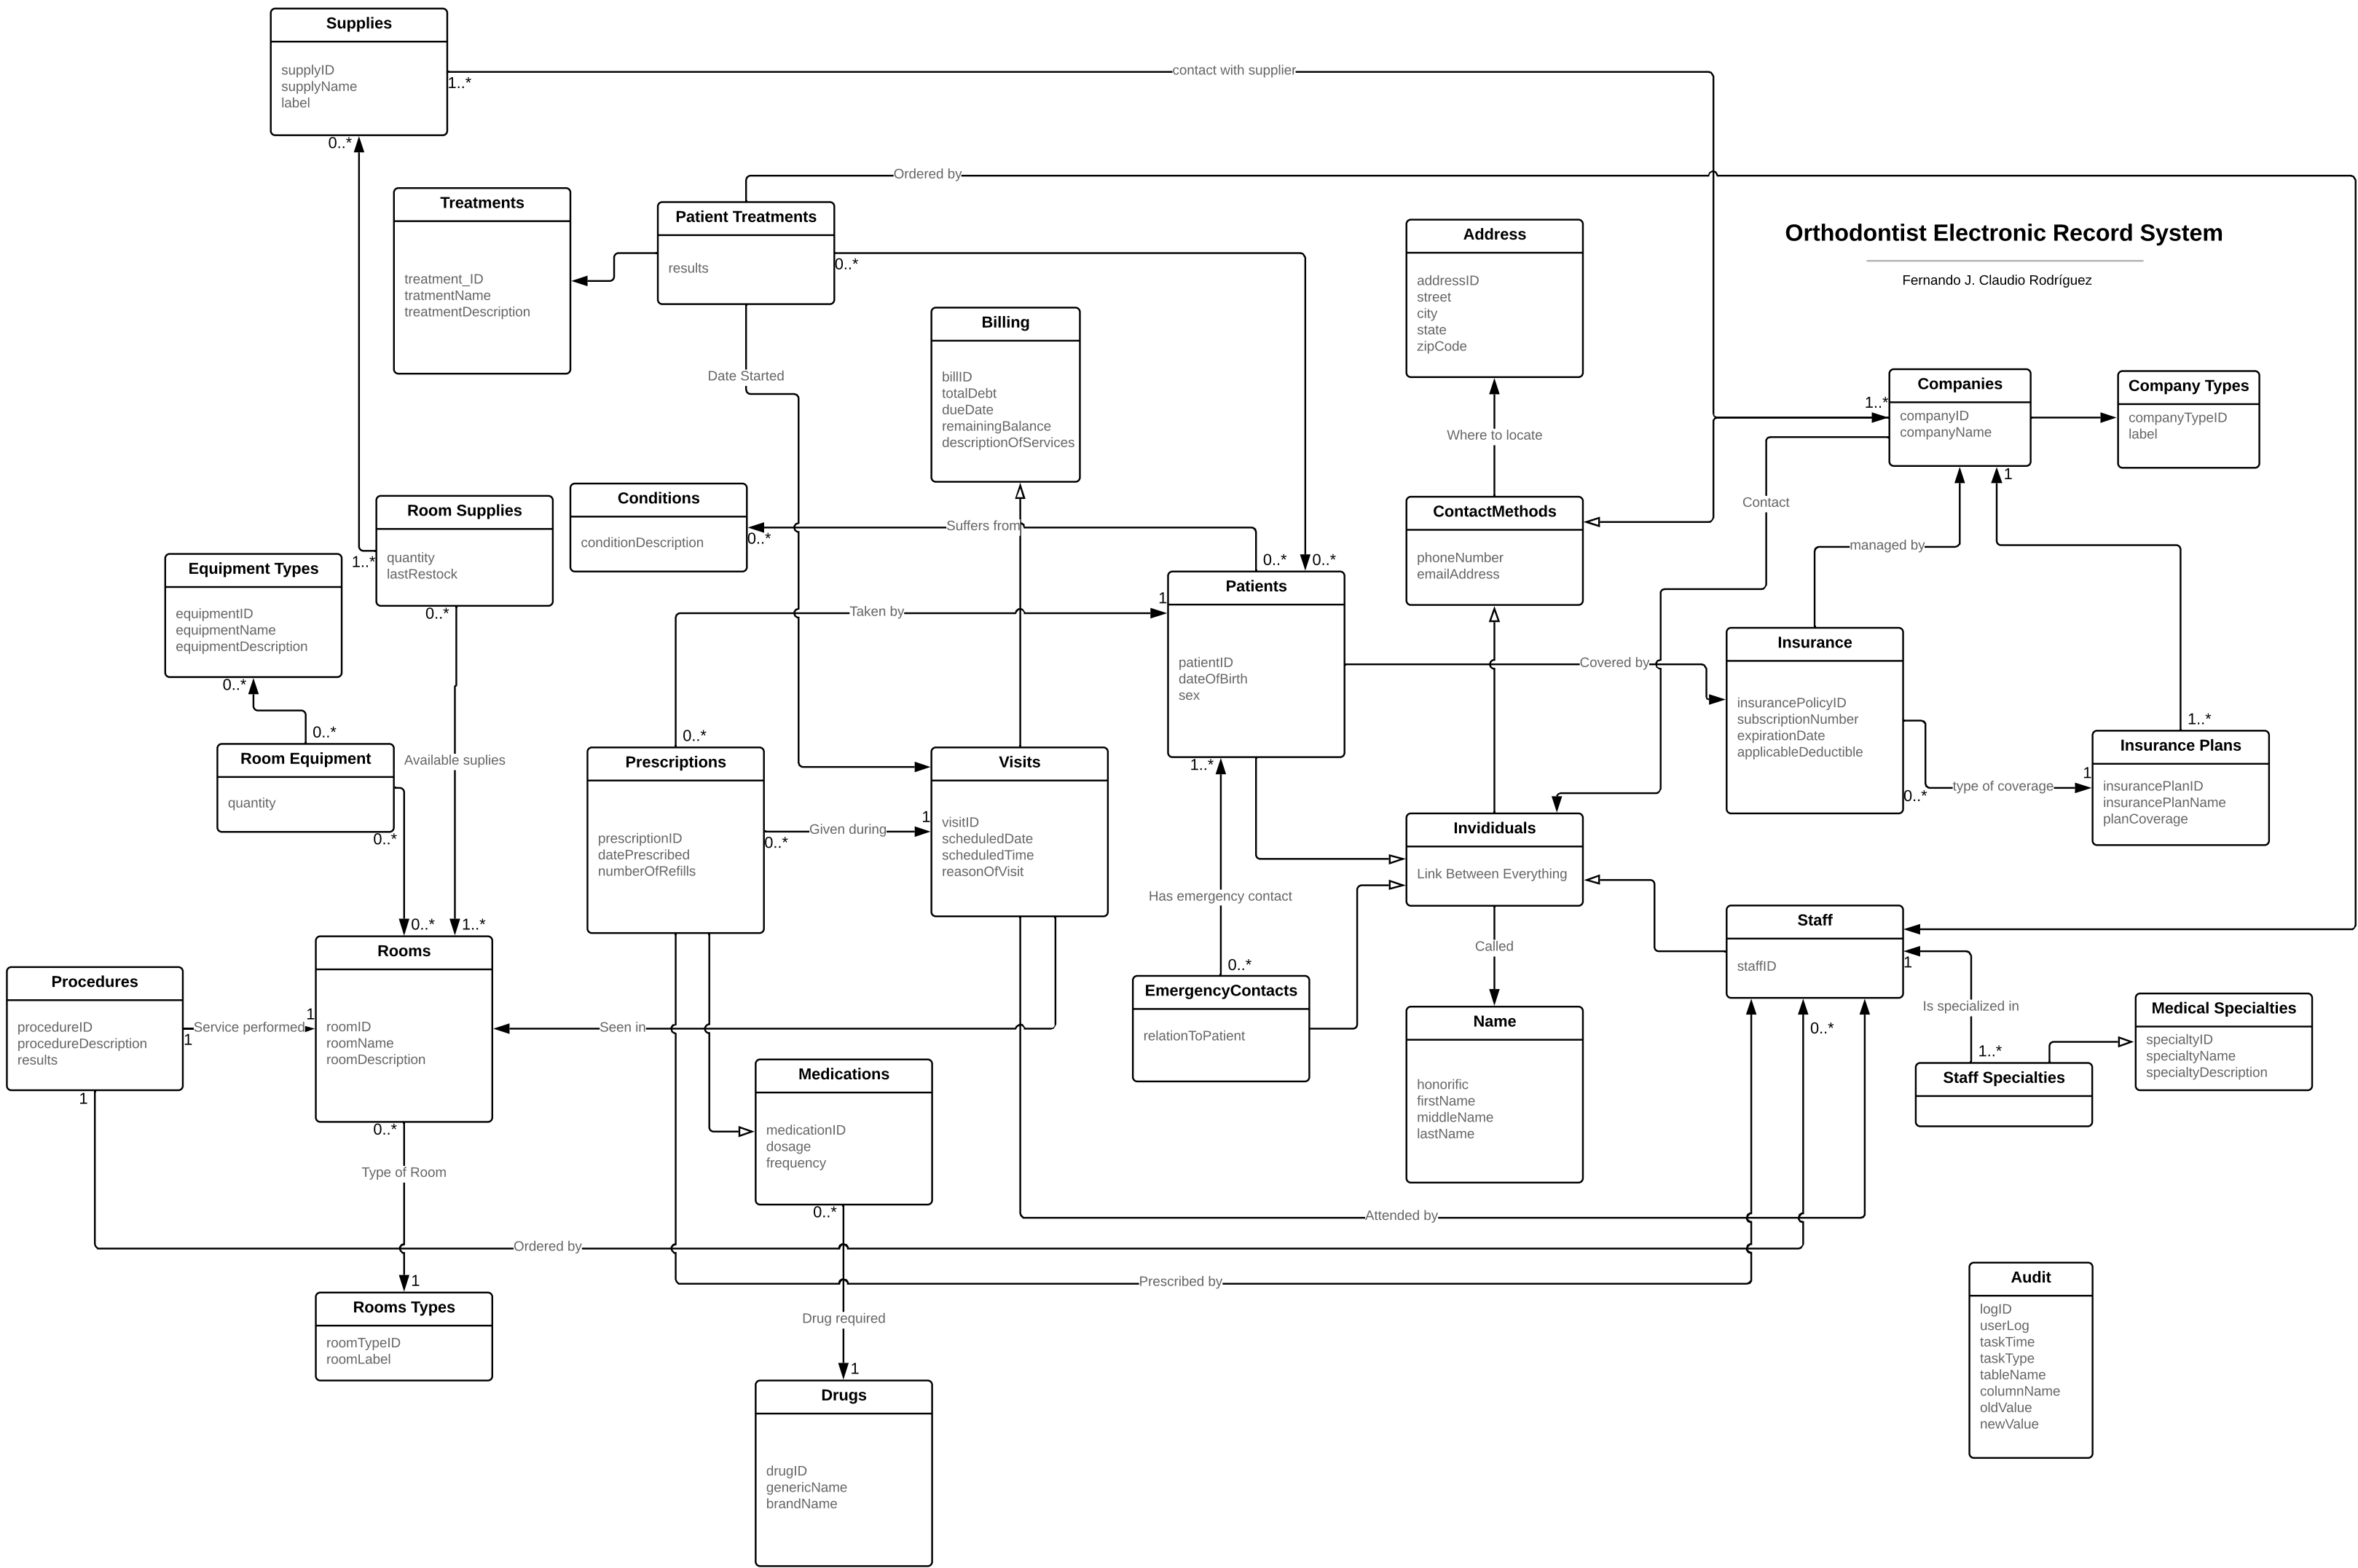 Supplies
supplyID
supplyName
label
1..*
contact with supplier
0..*
Ordered by
Treatments
treatment_ID
tratmentName
treatmentDescription
Patient Treatments
results
0..*
Address
addressID
street
city
state
zipCode
Orthodontist Electronic Record System
Fernando J. Claudio Rodríguez
Billing
billID
totalDebt
dueDate
remainingBalance
descriptionOfServices
Date Started
Where to locate
Companies
companyID
companyName
1..*
1
Company Types
companyTypeID
label
Conditions
conditionDescription
0..*
Suffers from
0..*
0..*
Room Supplies
quantity
lastRestock
1..*
0..*
ContactMethods
phoneNumber
emailAddress
Contact
managed by
Equipment Types
equipmentID
equipmentName
equipmentDescription
0..*
Taken by
1
Patients
patientID
dateOfBirth
sex
1..*
Covered by
Insurance
insurancePolicyID
subscriptionNumber
expirationDate
applicableDeductible
0..*
type of coverage
1
1..*
Insurance Plans
insurancePlanID
insurancePlanName
planCoverage
0..*
Room Equipment
quantity
0..*
Available suplies
0..*
Prescriptions
prescriptionID
datePrescribed
numberOfRefills
0..*
Given during
1
Visits
visitID
scheduledDate
scheduledTime
reasonOfVisit
Invididuals
Link Between Everything
Has emergency contact
0..*
Called
0..*
1..*
Staff
staffID
1
Is specialized in
0..*
1..*
Procedures
procedureID
procedureDescription
results
1
Service performed
1
1
Rooms
roomID
roomName
roomDescription
0..*
Seen in
EmergencyContacts
relationToPatient
Name
honorific
firstName
middleName
lastName
Medical Specialties
specialtyID
specialtyName
specialtyDescription
Staff Specialties
Medications
medicationID
dosage
frequency
0..*
Type of Room
Attended by
Ordered by
Prescribed by
1
Rooms Types
roomTypeID
roomLabel
Drug required
1
Drugs
drugID
genericName
brandName
Audit
logID
userLog
taskTime
taskType
tableName
columnName
oldValue
newValue